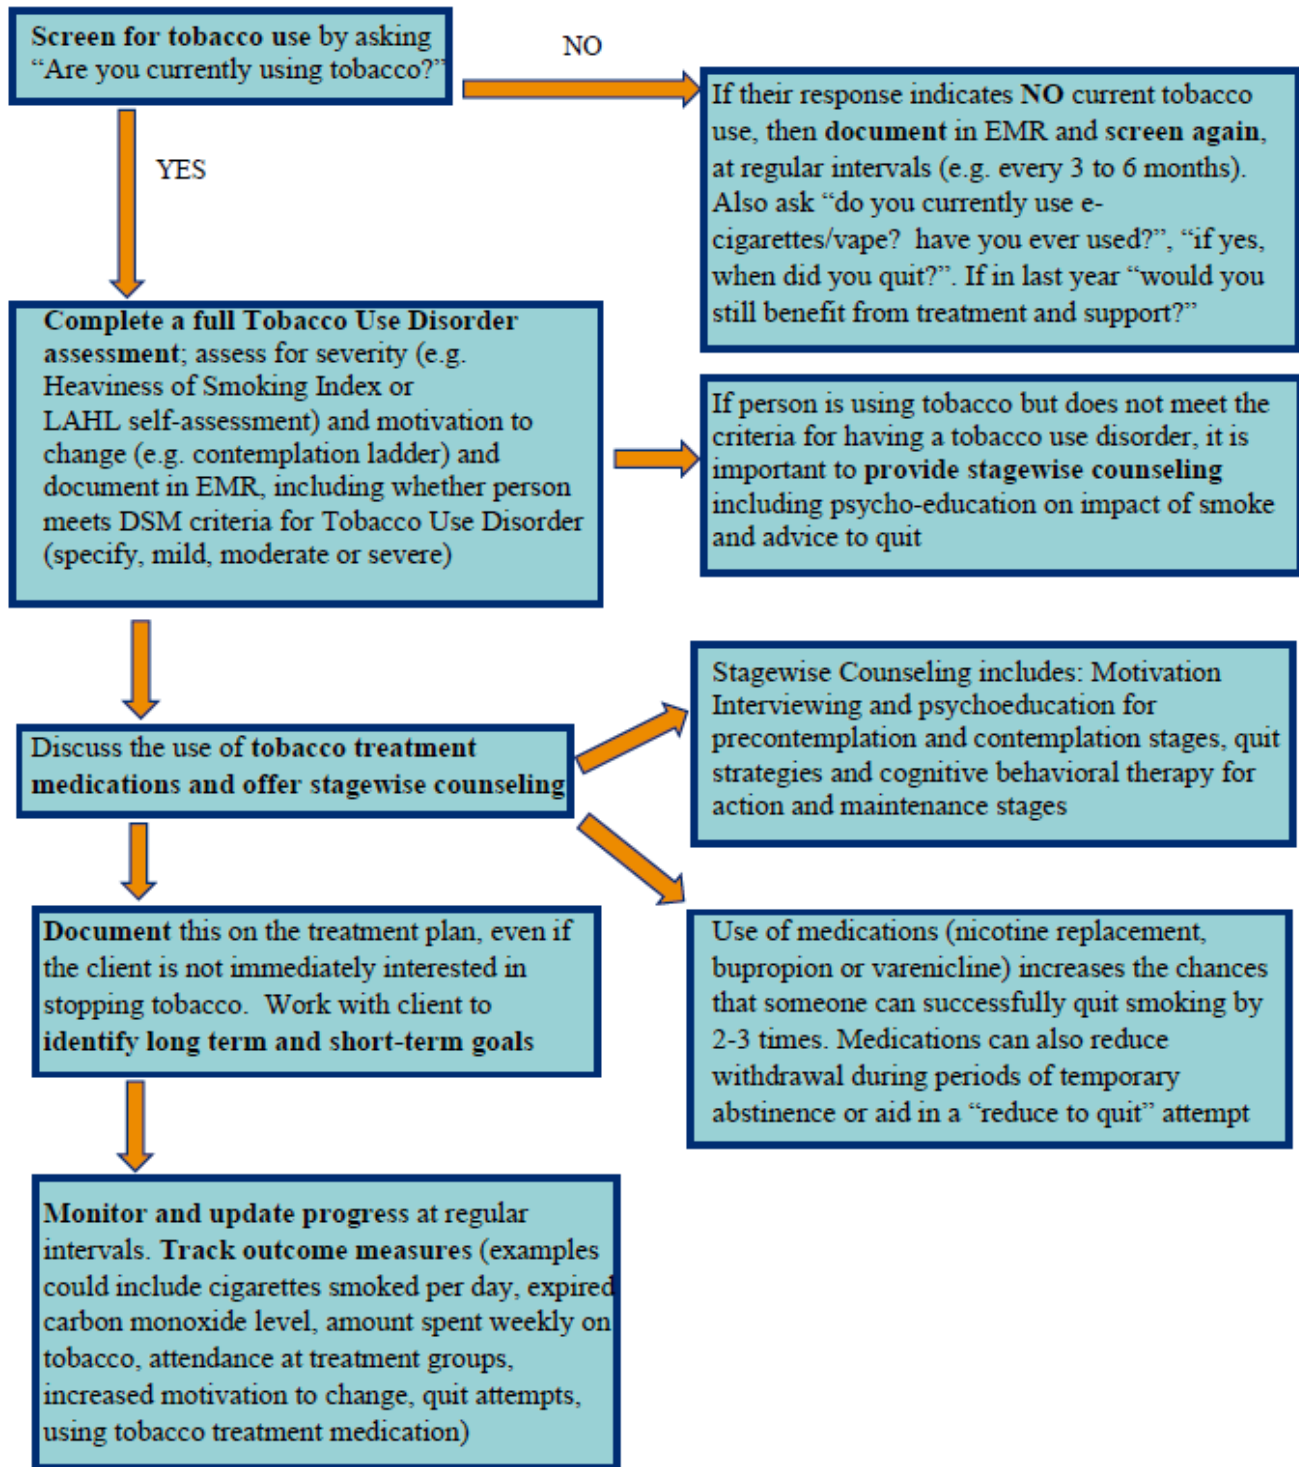 Screen for tobacco use by asking
“Are you currently using tobacco?”
NO
YES
If their response indicates NO current tobacco
use, then document in EMR and screen again,
at regular intervals (e.g. every 3 to 6 months).
Also ask “do you currently use e-
cigarettes/vape?  have you ever used?”, “if yes,
when did you quit?”. If in last year “would you
still benefit from treatment and support?”
Complete a full Tobacco Use Disorder
assessment; assess for severity (e.g.
Heaviness of Smoking Index or
LAHL self-assessment) and motivation to
change (e.g. contemplation ladder) and
document in EMR, including whether person
meets DSM criteria for Tobacco Use Disorder
(specify, mild, moderate or severe)
If person is using tobacco but does not meet the
criteria for having a tobacco use disorder, it is
important to provide stagewise counseling
including psycho-education on impact of smoke
and advice to quit
Discuss the use of tobacco treatment
medications and offer stagewise counseling
Stagewise Counseling includes: Motivation
Interviewing and psychoeducation for
precontemplation and contemplation stages, quit
strategies and cognitive behavioral therapy for
action and maintenance stages
Document this on the treatment plan, even if
the client is not immediately interested in
stopping tobacco.  Work with client to
identify long term and short-term goals
Use of medications (nicotine replacement,
bupropion or varenicline) increases the chances
that someone can successfully quit smoking by
2-3 times. Medications can also reduce
withdrawal during periods of temporary
abstinence or aid in a “reduce to quit” attempt
Monitor and update progress at regular
intervals. Track outcome measures (examples
could include cigarettes smoked per day, expired
carbon monoxide level, amount spent weekly on
tobacco, attendance at treatment groups,
increased motivation to change, quit attempts,
using tobacco treatment medication)